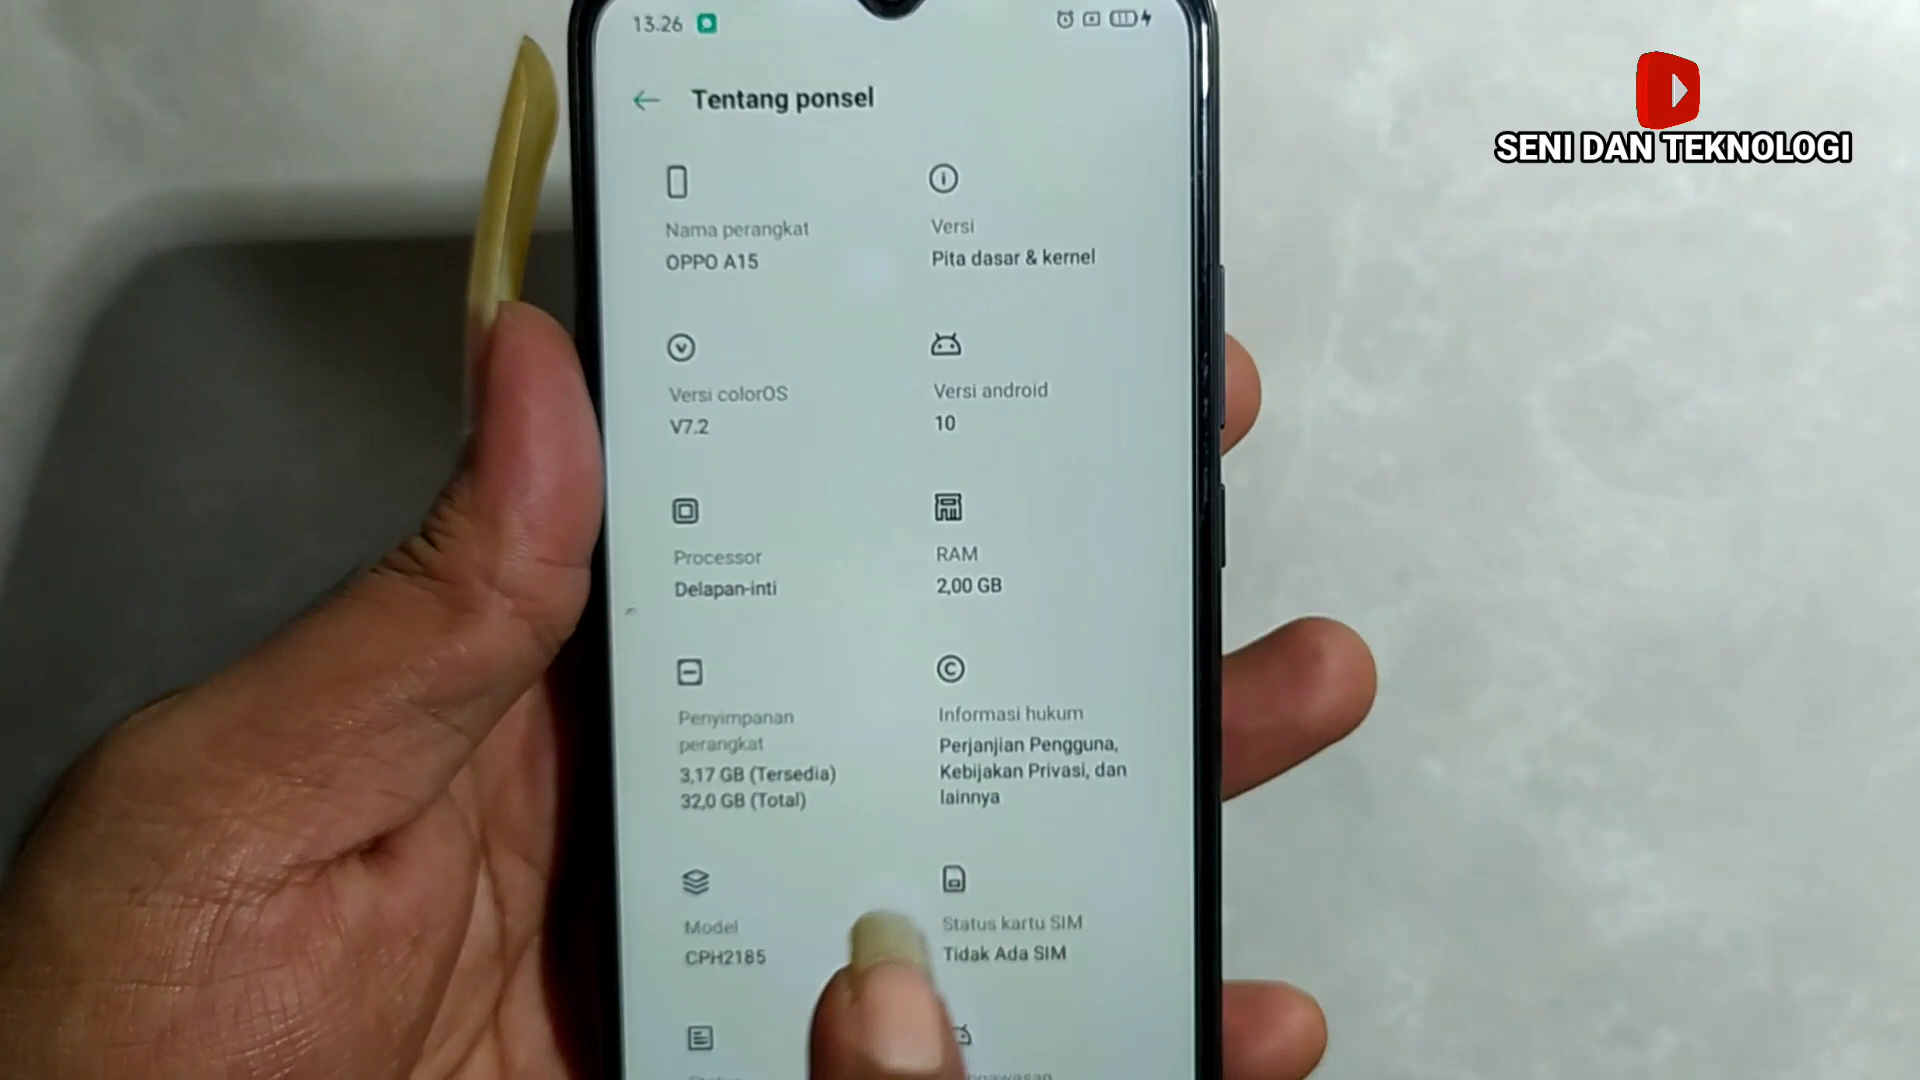 13.26
SENI DAN TEKNOLOGI
Tentang ponsel
Nama perangkat
OPPO A15
Versi
Pita dasar & kernel
Versi colorOS
V7.2
Versi android
10
Processor
Delapan-inti
RAM
2,00 GB
Penyimpanan
perangkat
3,17 GB (Tersedia)
32,0 GB (Total)
Informasi hukum
Perjanjian Pengguna,
Kebijakan Privasi, dan
lainnya
Model
CPH2185
Status kartu SIM
Tidak Ada SIM